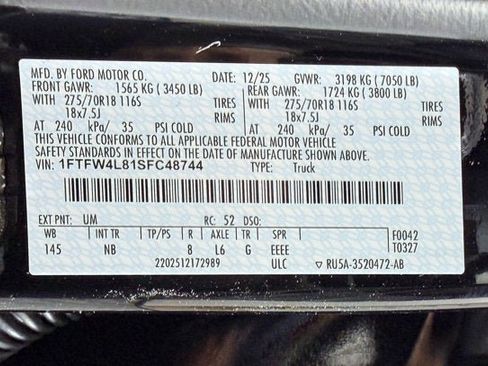 MFD. BY FORD MOTOR CO. DATE: 12/25 GVWR: 3198 KG ( 7050 LB)
FRONT GAWR: 1565 KG ( 3450 LB) REAR GAWR: 1724 KG ( 3800 LB)
WITH 275/70R18 116S TIRES WITH 275/70R18 116S TIRES
18x7.5J RIMS 18x7.5J RIMS
AT 240 kPa/ 35 PSI COLD AT 240 kPa/ 35 PSI COLD
THIS VEHICLE CONFORMS TO ALL APPLICABLE FEDERAL MOTOR VEHICLE
SAFETY STANDARDS IN EFFECT ON THE DATE OF MANUFACTURE SHOWN ABOVE.
VIN: 1FTFW4L81SFC48744 TYPE: Truck
EXT PNT: UM RC: 52 DSO:
WB INT TR TP/PS R AXLE TR SPR F0042
145 NB 8 L6 G EEEE T0327
2202512172989 ULC ▽ RU5A-3520472-AB